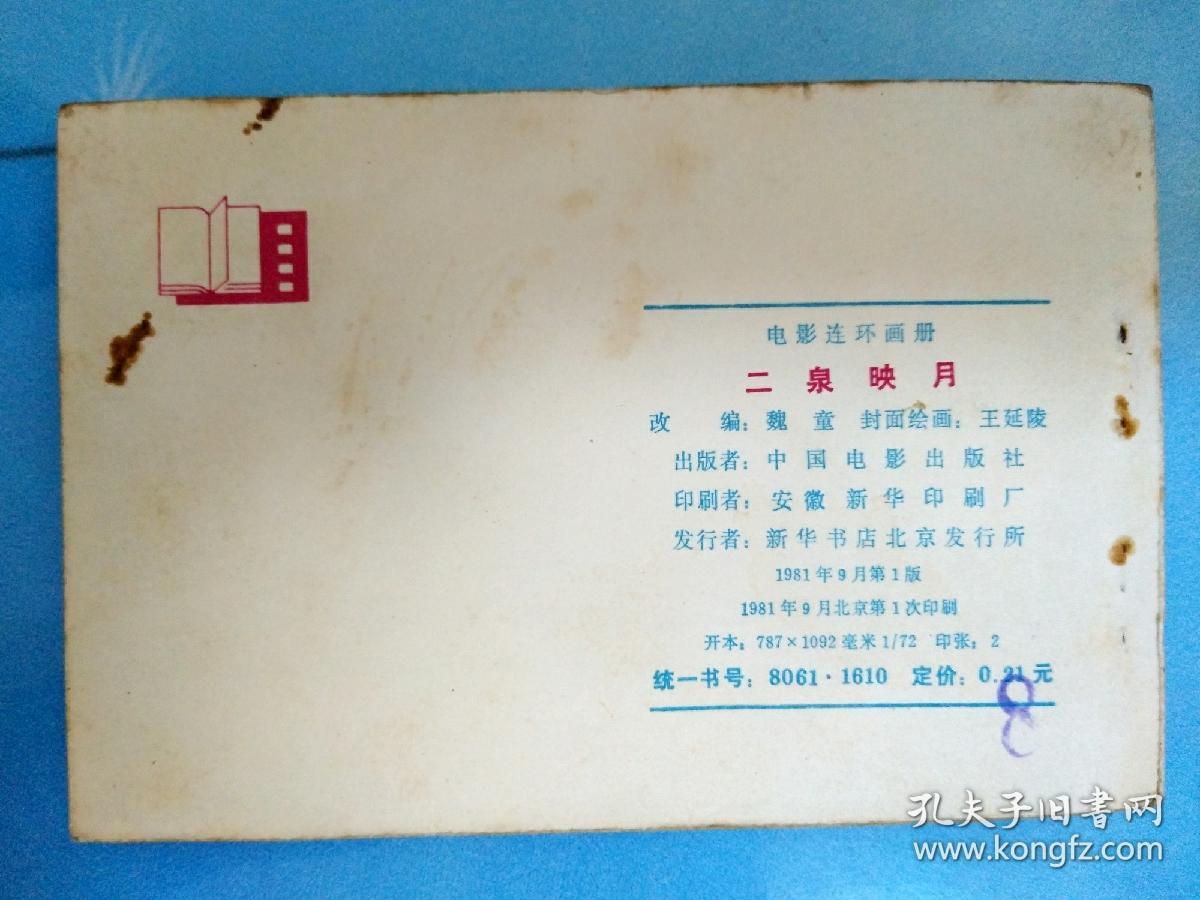 电影连环画册
二泉映月
改 编：魏 童 封面绘画：王延陵
出版者：中国电影出版社
印刷者：安徽新华印刷厂
发行者：新华书店北京发行所
1981年9月第1版
1981年9月北京第1次印刷
开本：787×1092毫米1/72 印张：2
统一书号：8061·1610 定价：0.21元
8
孔夫子旧书网
www.kongfz.com